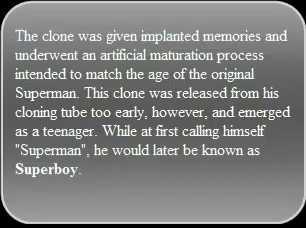 The clone was given implanted memories and
underwent an artificial maturation process
intended to match the age of the original
Superman. This clone was released from his
cloning tube too early, however, and emerged
as a teenager. While at first calling himself
"Superman", he would later be known as
Superboy.